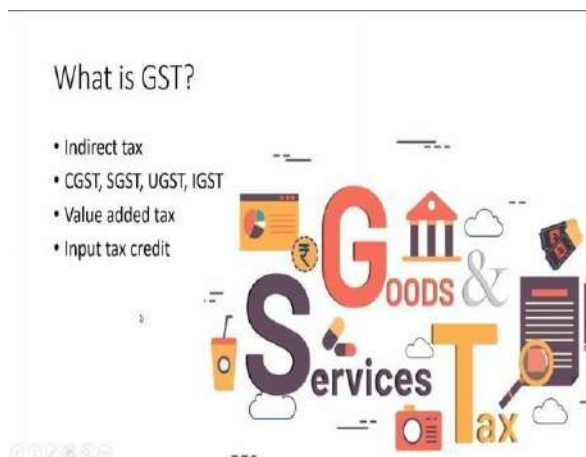 What is GST?
• Indirect tax
• CGST, SGST, UGST, IGST
• Value added tax
• Input tax credit
₹
GOODS &
Services
Tax